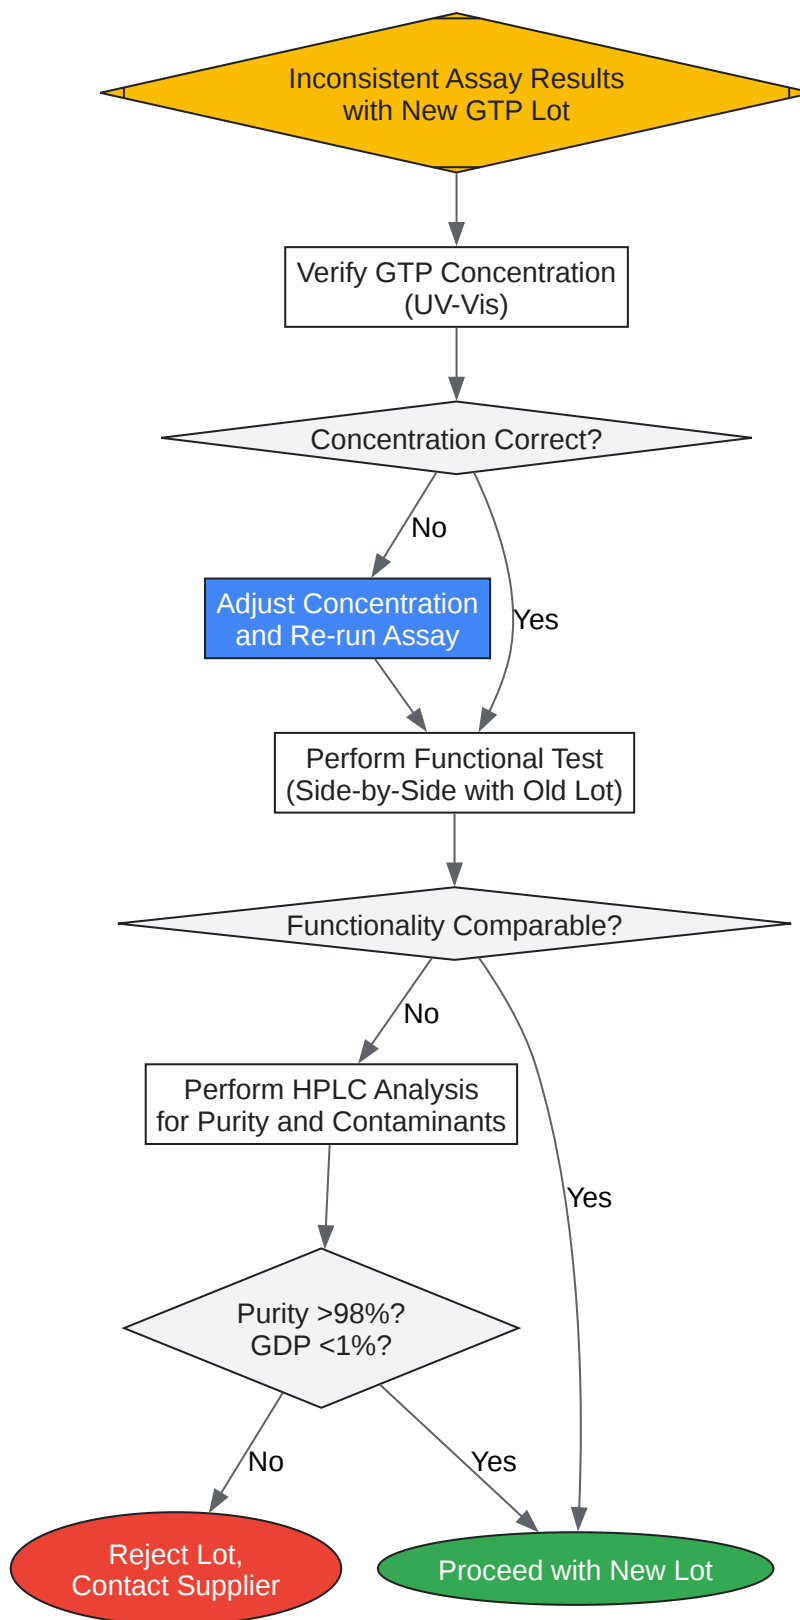 Inconsistent Assay Results
with New GTP Lot
Verify GTP Concentration
(UV-Vis)
Concentration Correct?
No
Adjust Concentration
and Re-run Assay
Yes
Perform Functional Test
(Side-by-Side with Old Lot)
Functionality Comparable?
No
Perform HPLC Analysis
for Purity and Contaminants
Yes
Purity >98%?
GDP <1%?
No
Yes
Reject Lot,
Contact Supplier
Proceed with New Lot